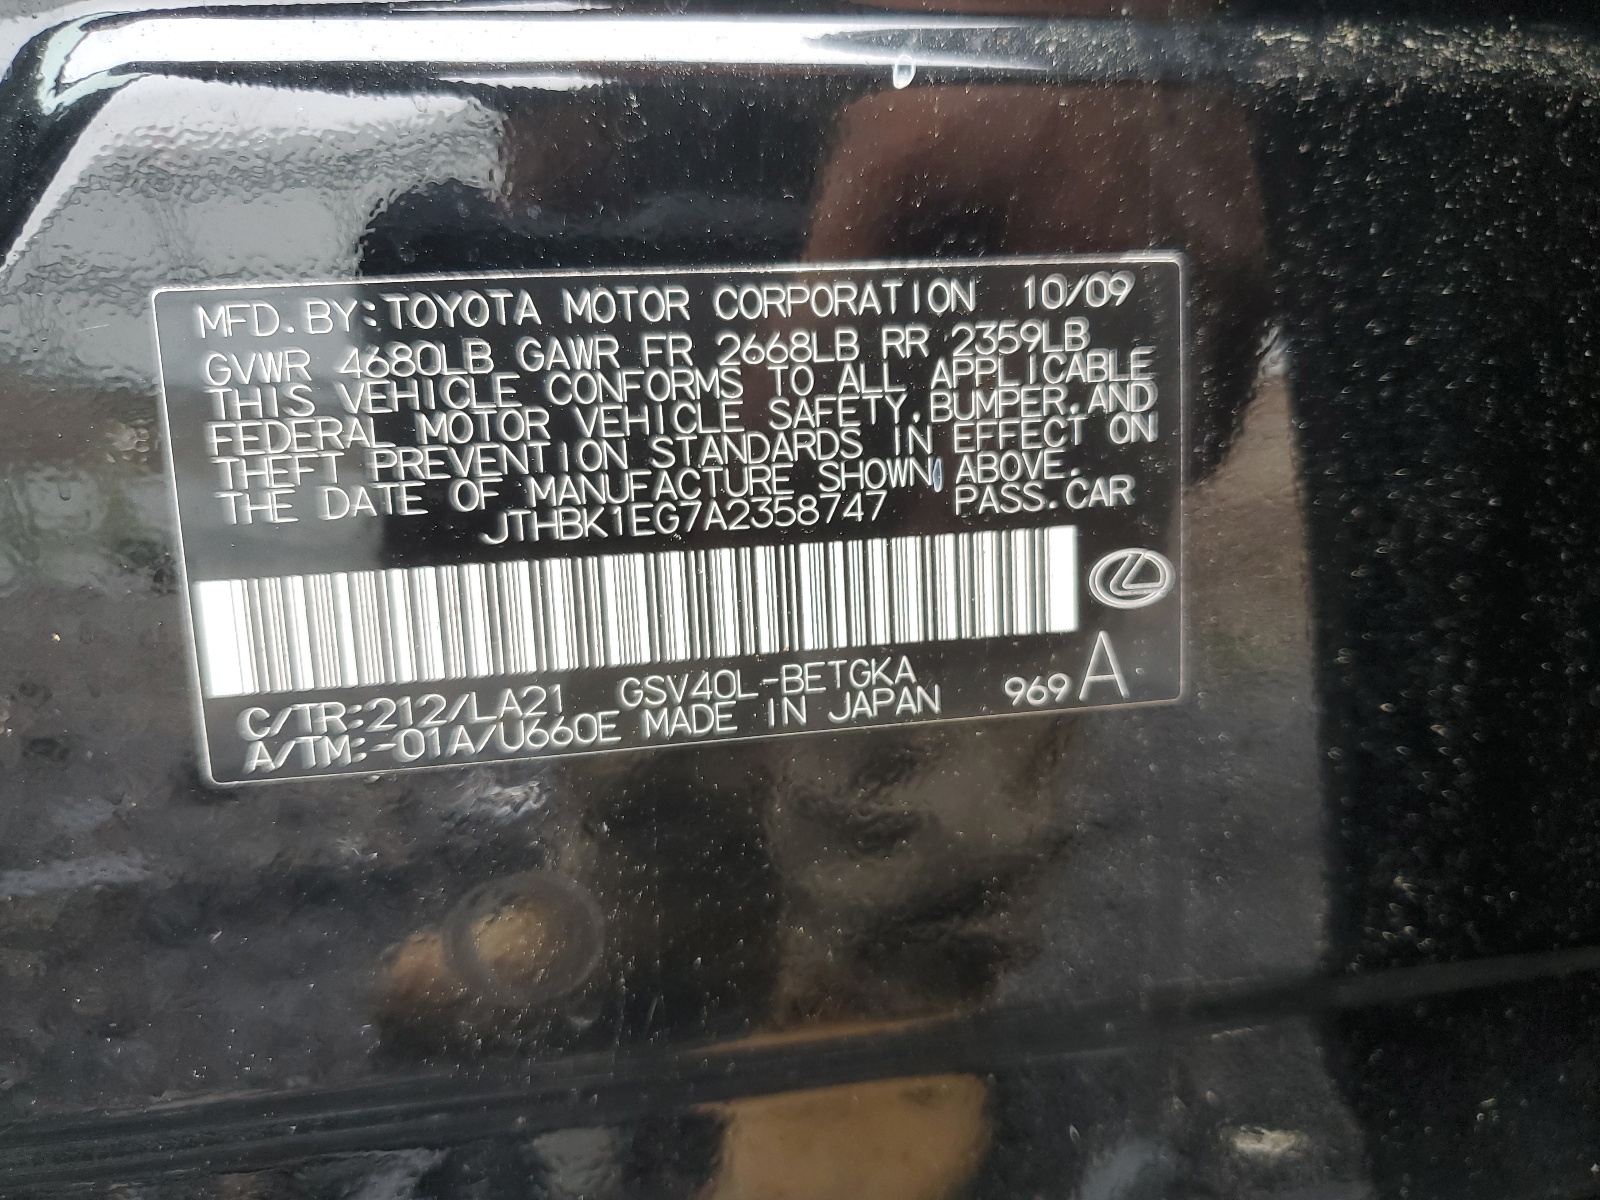 MFD. BY: TOYOTA MOTOR CORPORATION 10/09
GVWR 4680LB GAWR FR 2668LB RR 2359LB
THIS VEHICLE CONFORMS TO ALL APPLICABLE
FEDERAL MOTOR VEHICLE SAFETY, BUMPER, AND
THEFT PREVENTION STANDARDS IN EFFECT ON
THE DATE OF MANUFACTURE SHOWN ABOVE.
JTHBK1EG7A2358747 PASS. CAR
C/TR: 212/LA21 GSV40L-BETGKA
A/TM: -01A/U660E MADE IN JAPAN 969 A